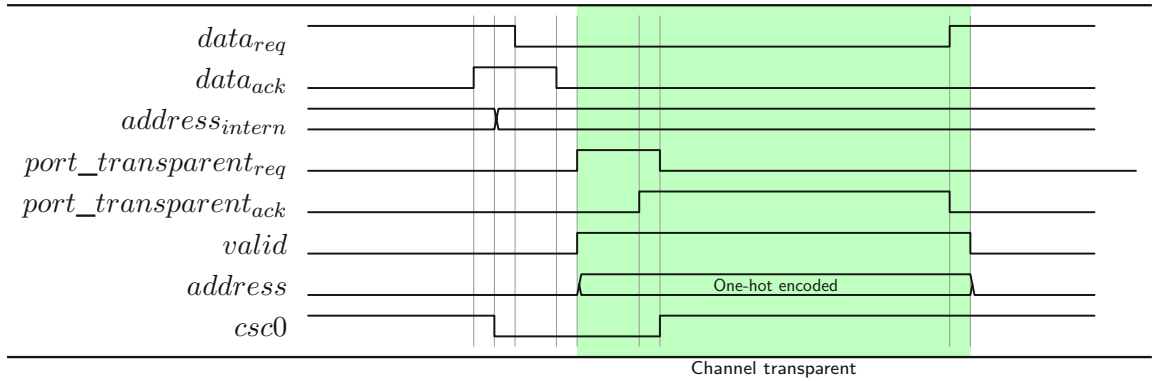 data_req
data_ack
address_intern
port_transparent_req
port_transparent_ack
valid
address
One-hot encoded
csc0
Channel transparent